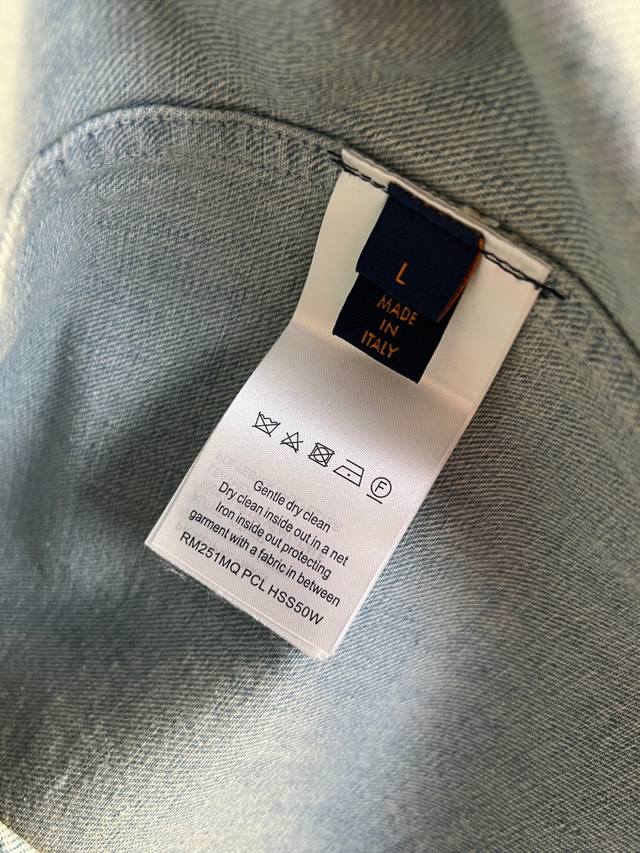 L
MADE
IN
ITALY
F
Gentle dry clean
Dry clean inside out in a net
Iron inside out protecting
garment with a fabric in between
RM251MQ PCL HSS50W